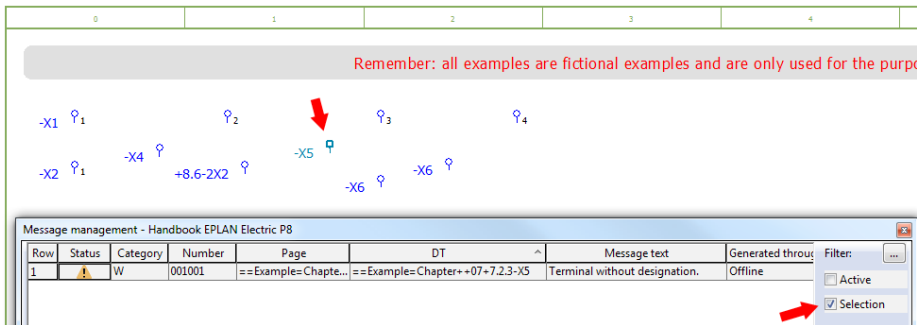 0 1 2 3 4
Remember: all examples are fictional examples and are only used for the purp
-X1 1 2 3 4
-X4 -X5
-X2 1 +8.6-2X2 -X6
-X6
Message management - Handbook EPLAN Electric P8
Row Status Category Number Page DT Message text Generated throug Filter: ...
1 W 001001 ==Example=Chapte... ==Example=Chapter++07+7.2.3-X5 Terminal without designation. Offline
Active
Selection